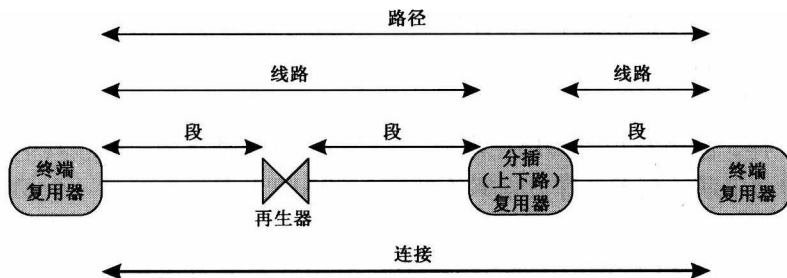 路径
线路
线路
段
段
段
终端
复用器
再生器
分插
（上下路）
复用器
终端
复用器
连接